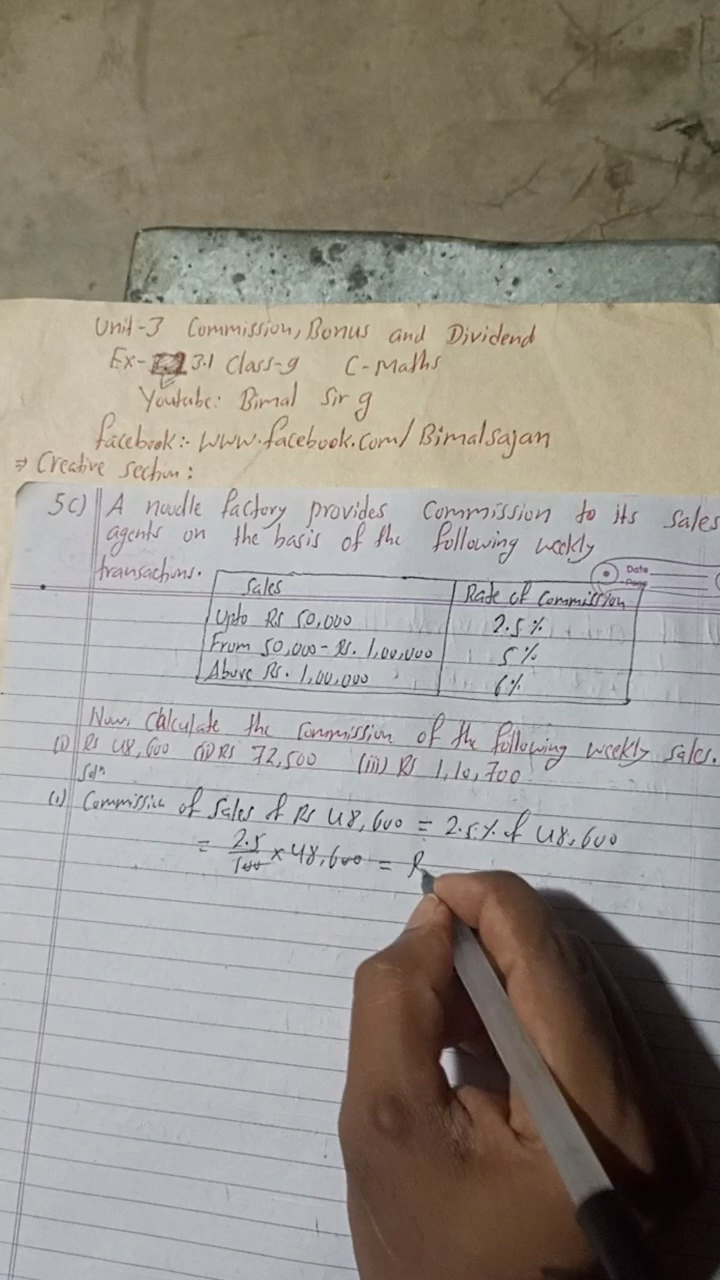 Unit-3 Commission, Bonus and Dividend
Ex- 3.1 Class-9 C-Maths
Youtube: Bimal Sir g
facebook:- www.facebook.com/Bimalsajan
⇒ Creative section:
5c) A noodle factory provides commission to its sales
agents on the basis of the following weekly
transactions.
Date
Page
Sales Rate of commission
Upto Rs 50,000 2.5%
From 50,000 - Rs. 1,00,000 5%
Above Rs. 1,00,000 6%
Now, calculate the commission of the following weekly sales.
(i) Rs 48,600 (ii) Rs 72,500 (iii) Rs 1,10,700
Solⁿ
(i) Commission of sales of Rs 48,600 = 2.5% of 48,600
= 2.5/100 × 48,600 = R